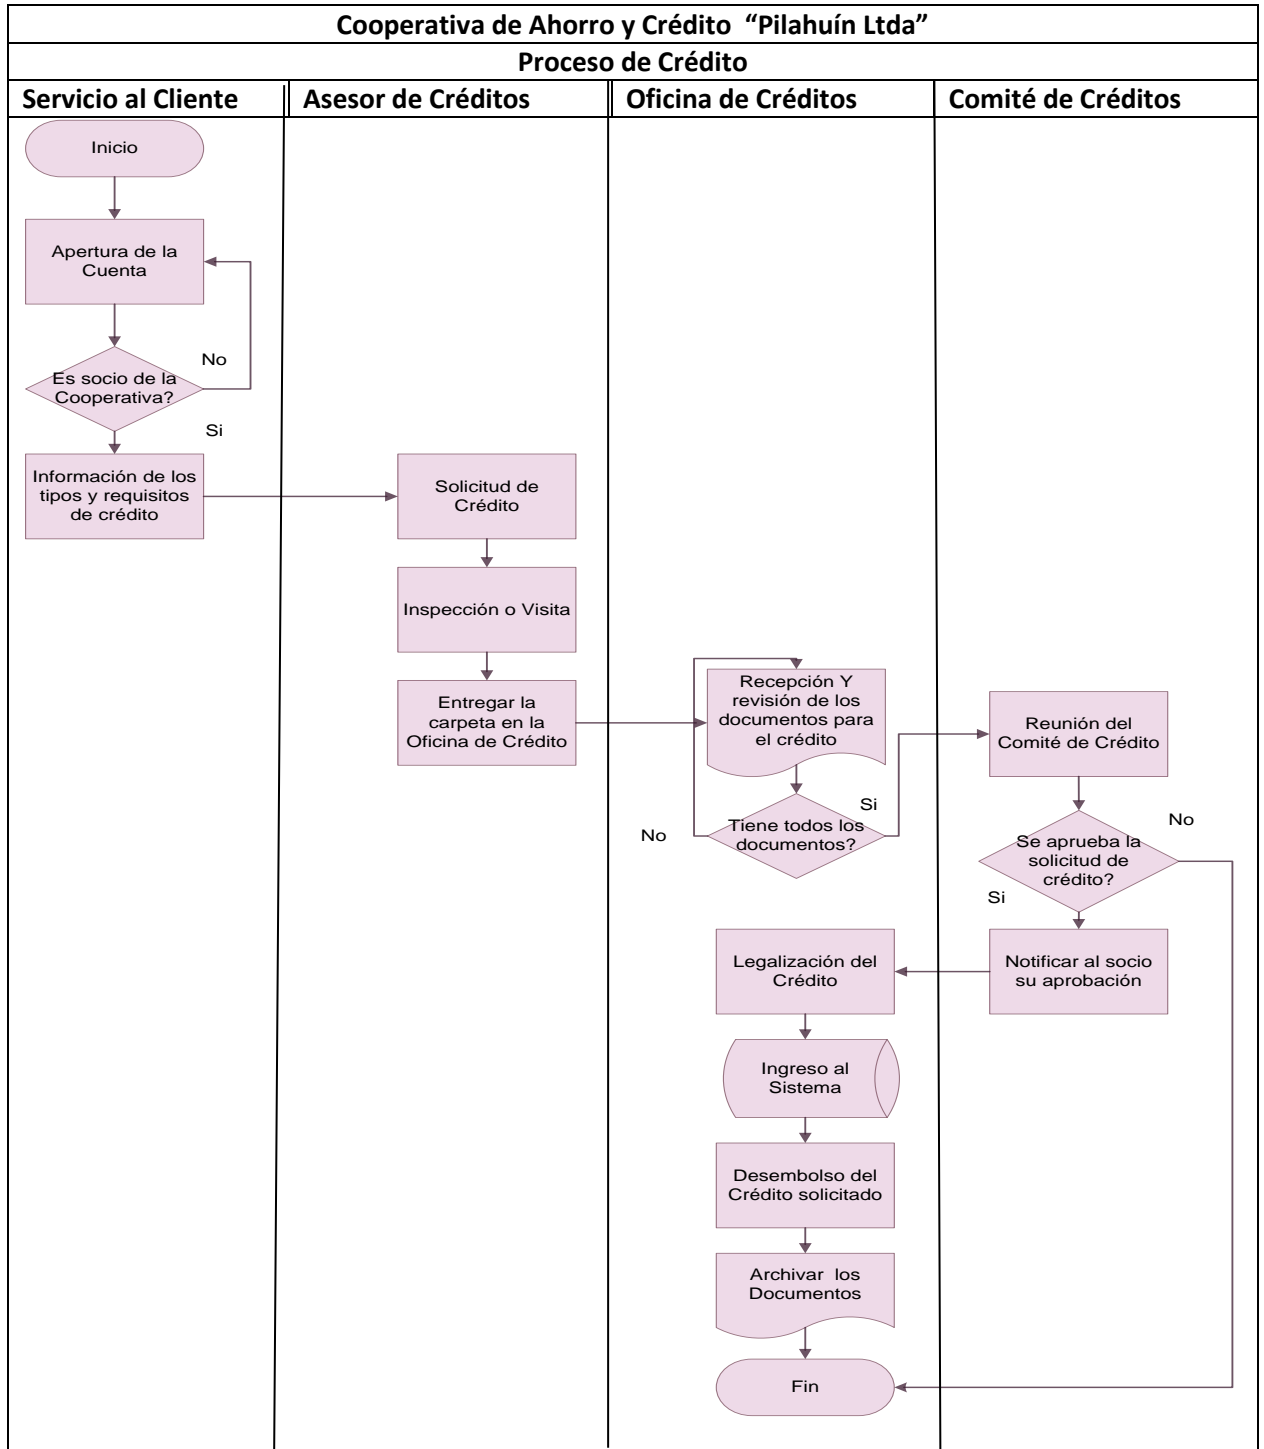 Cooperativa de Ahorro y Crédito “Pilahuín Ltda”
Proceso de Crédito
Servicio al Cliente
Asesor de Créditos
Oficina de Créditos
Comité de Créditos
Inicio
Apertura de la
Cuenta
No
Es socio de la
Cooperativa?
Si
Información de los
tipos y requisitos
de crédito
Solicitud de
Crédito
Inspección o Visita
Entregar la
carpeta en la
Oficina de Crédito
Recepción Y
revisión de los
documentos para
el crédito
Si
No
Tiene todos los
documentos?
Reunión del
Comité de Crédito
No
Se aprueba la
solicitud de
crédito?
Si
Notificar al socio
su aprobación
Legalización del
Crédito
Ingreso al
Sistema
Desembolso del
Crédito solicitado
Archivar los
Documentos
Fin